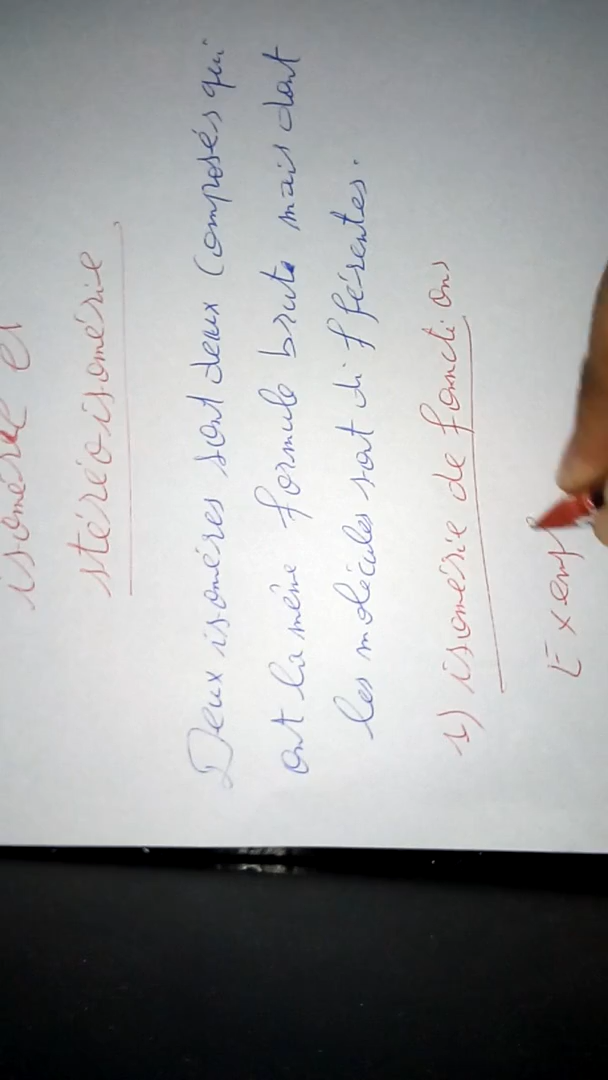 isomérie et
stéréoisomérie
Deux isomères sont deux composés qui
ont la même formule brute mais dont
les molécules sont différentes.
1) isomérie de fonctions
Exemp